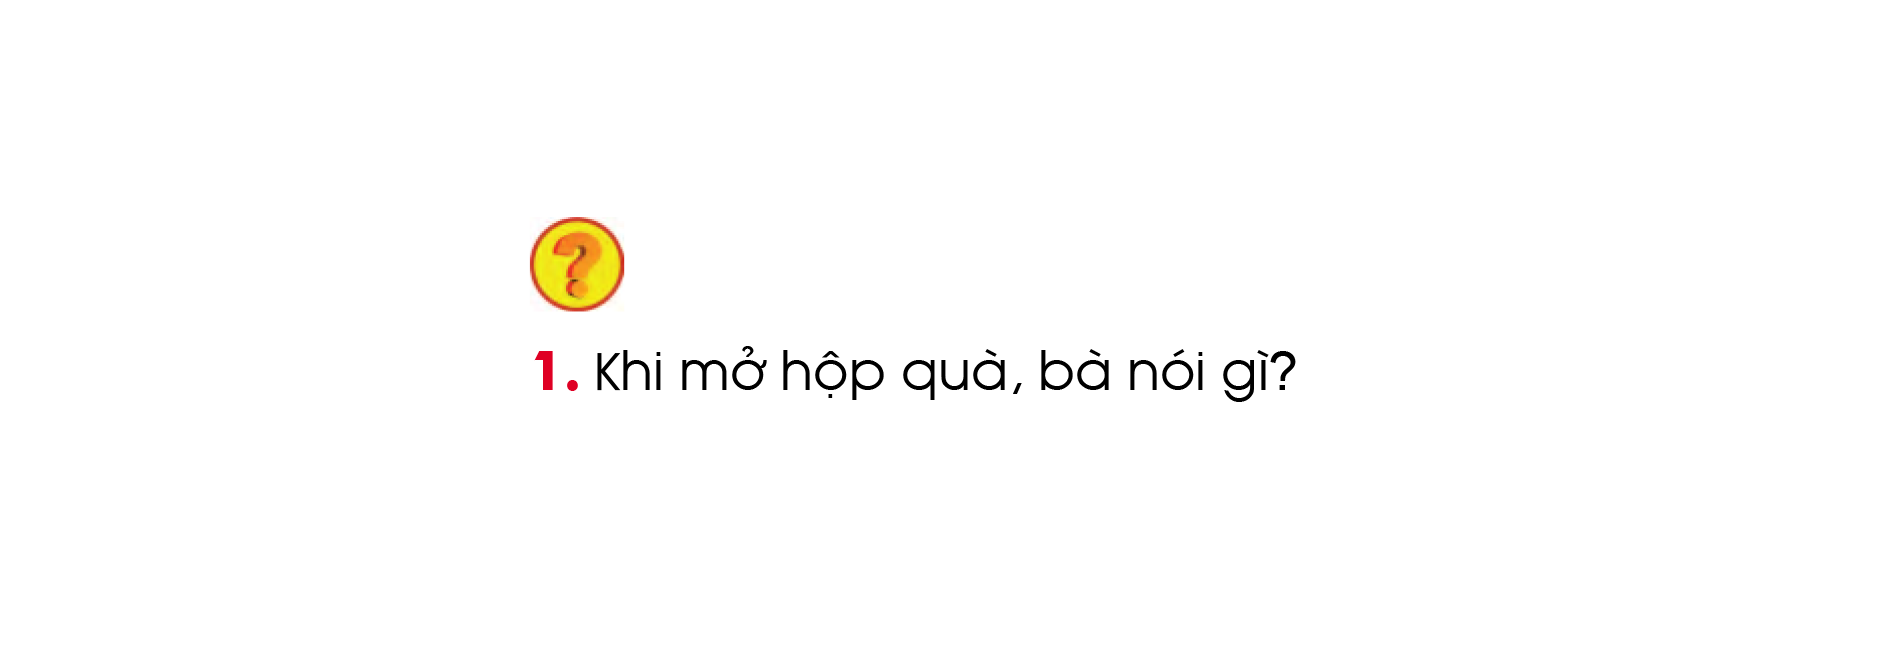 ?
1. Khi mở hộp quà, bà nói gì?